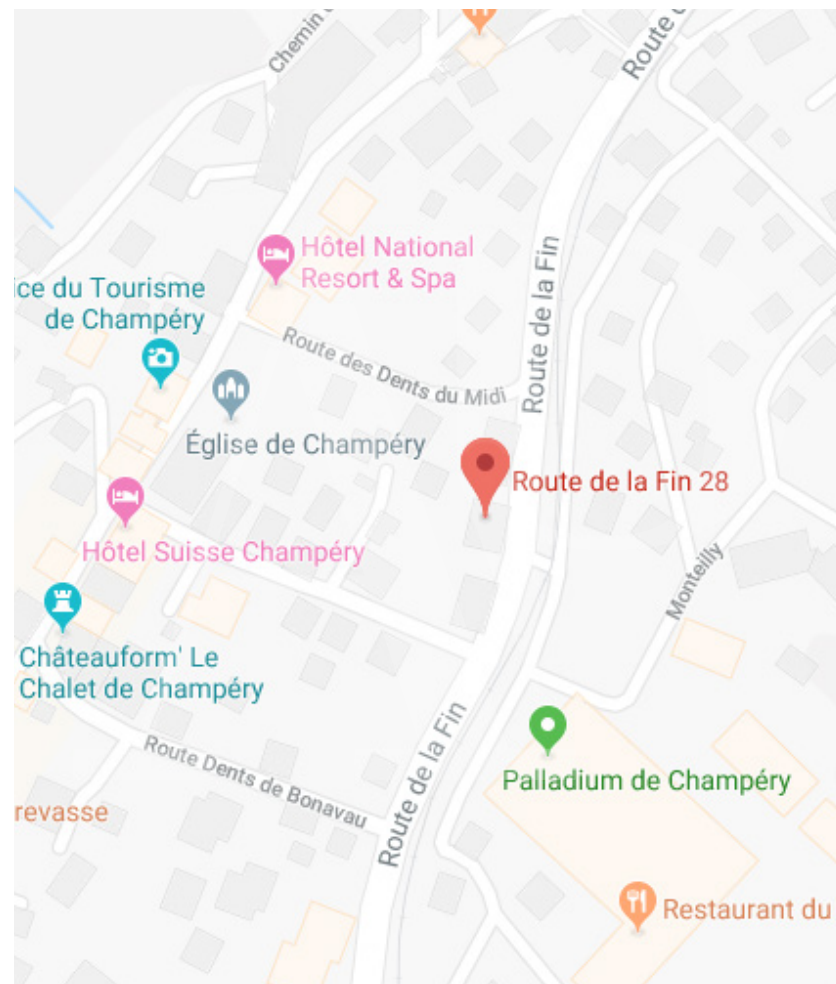 Chemin
Route de
Hôtel National
Resort & Spa
ice du Tourisme
de Champéry
Route de la Fin
Route des Dents du Midi
Église de Champéry
Route de la Fin 28
Hôtel Suisse Champéry
Monteilly
Châteauform' Le
Chalet de Champéry
Route de la Fin
Palladium de Champéry
Route Dents de Bonavau
revasse
Restaurant du